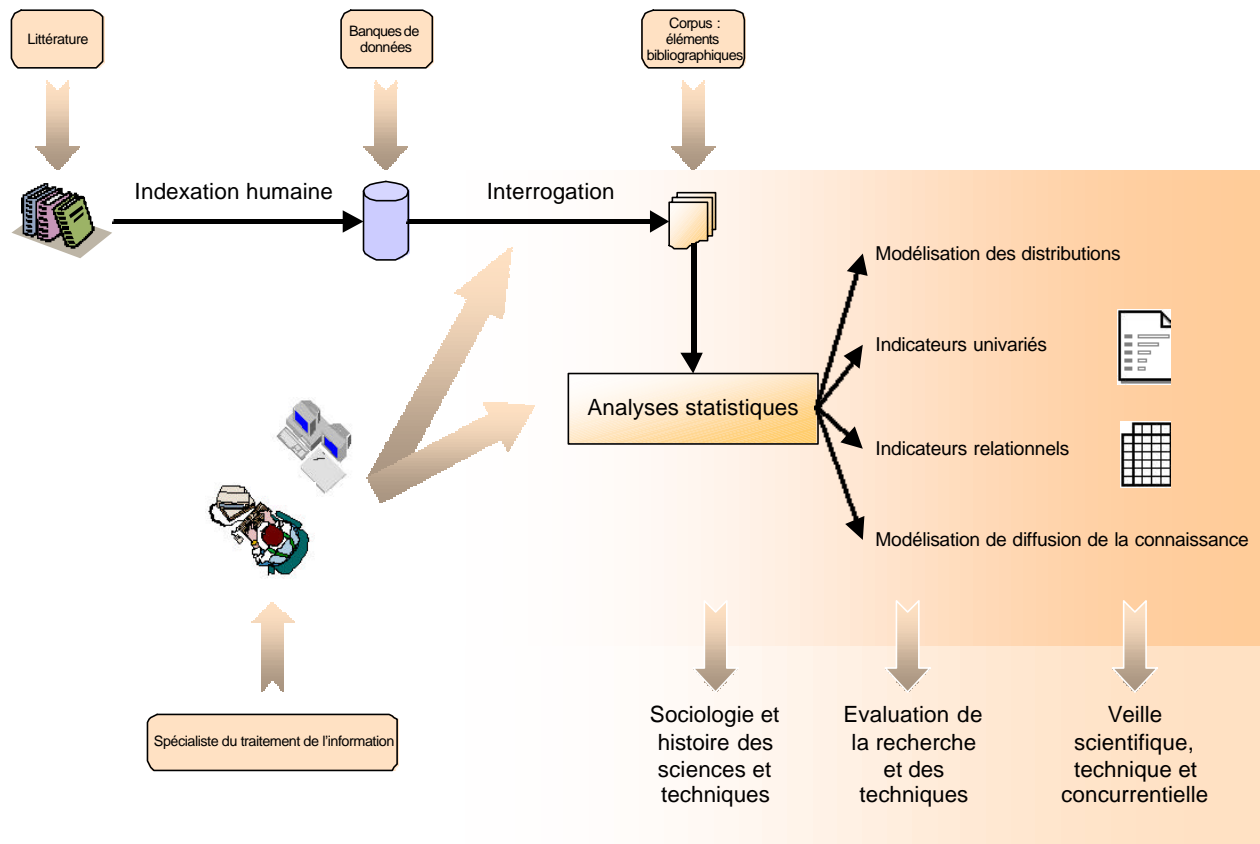 Littérature
Banques de
données
Corpus :
éléments
bibliographiques
Indexation humaine
Interrogation
Modélisation des distributions
Indicateurs univariés
Analyses statistiques
Indicateurs relationnels
Modélisation de diffusion de la connaissance
Spécialiste du traitement de l'information
Sociologie et
histoire des
sciences et
techniques
Evaluation de
la recherche
et des
techniques
Veille
scientifique,
technique et
concurrentielle